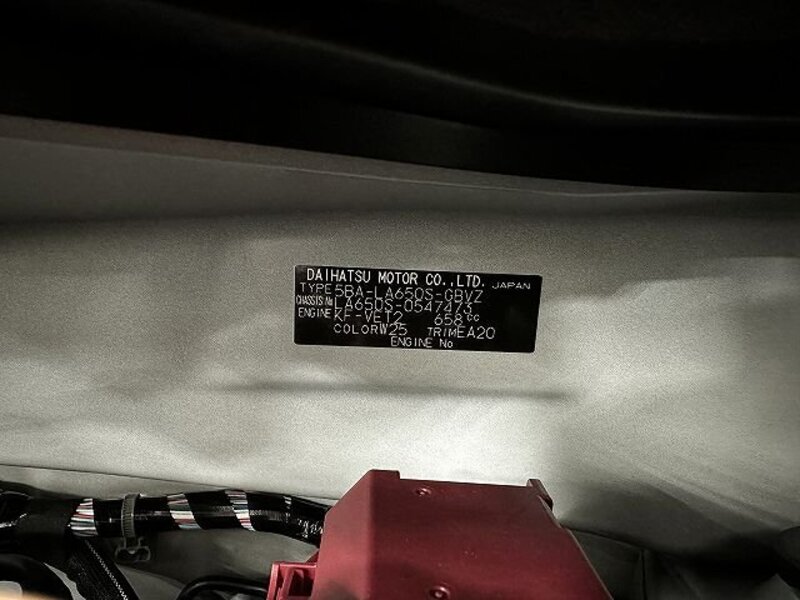 DAIHATSU MOTOR CO.,LTD. JAPAN
TYPE 5BA-LA650S-GBVZ
CHASSIS No LA650S-0547473
ENGINE KF-VET2 658cc
COLOR W25 TRIM EA20
ENGINE No